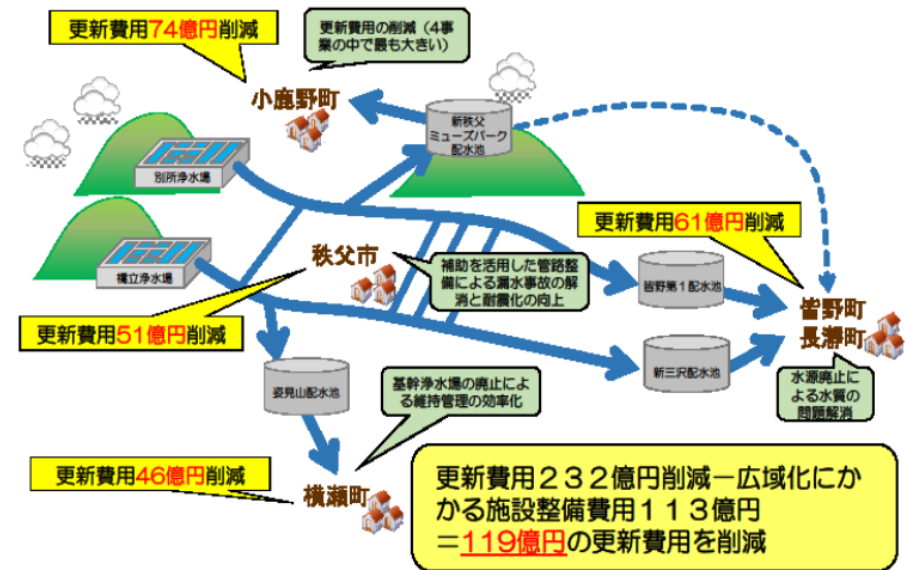 更新費用74億円削減
更新費用の削減（4事
業の中で最も大きい）
小鹿野町
新秩父
ミューズパーク
配水池
別所浄水場
更新費用61億円削減
秩父市
補助を活用した管路整
備による漏水事故の解
消と耐震化の向上
橋立浄水場
皆野第１配水池
皆野町
長瀞町
更新費用51億円削減
姿見山配水池
基幹浄水場の廃止によ
る維持管理の効率化
新三沢配水池
水源廃止に
よる水質の
問題解消
更新費用46億円削減
横瀬町
更新費用２３２億円削減－広域化にか
かる施設整備費用１１３億円
＝119億円の更新費用を削減